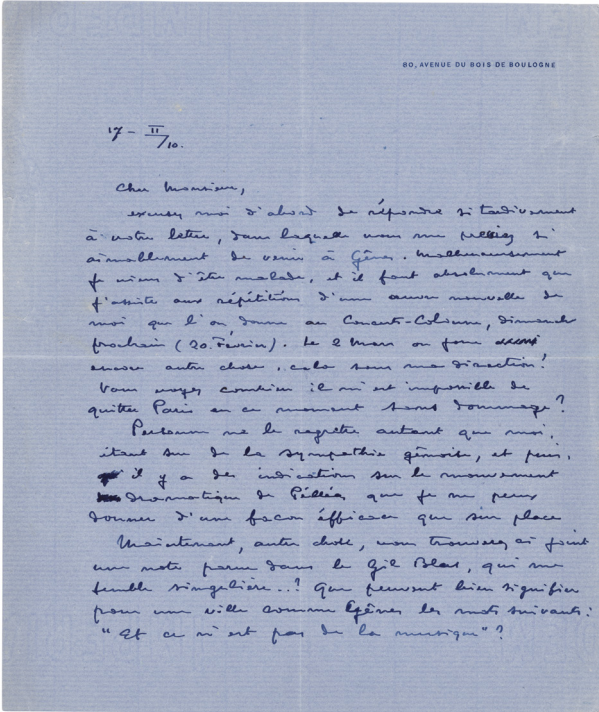 80, AVENUE DU BOIS DE BOULOGNE
17 - II/10.
Cher Monsieur,
excusez moi d'abord de répondre si tardivement
à votre lettre, dans laquelle vous me priez si
aimablement de venir à Gênes. Malheureusement
je viens d'être malade, et il faut absolument que
j'assiste aux répétitions d'une œuvre nouvelle de
moi que l'on donne au Concerts-Colonne, dimanche
prochain (20. Février). Le 2 Mars on joue
encore autre chose, cela sous ma direction!
Vous voyez combien il m'est impossible de
quitter Paris en ce moment sans dommage?
Personne ne le regrette autant que moi,
étant sûr de la sympathie génoise, et puis,
il y a des indications sur le mouvement
dramatique de Pelléas que je ne peux
donner d'une façon éfficace que sur place
Maintenant, autre chose, vous trouverez ci joint
une note parue dans le Gil Blas, qui me
semble singulière..? Que peuvent bien signifier
pour une ville comme Gênes les mots suivants:
"Et ce n'est pas de la musique"?